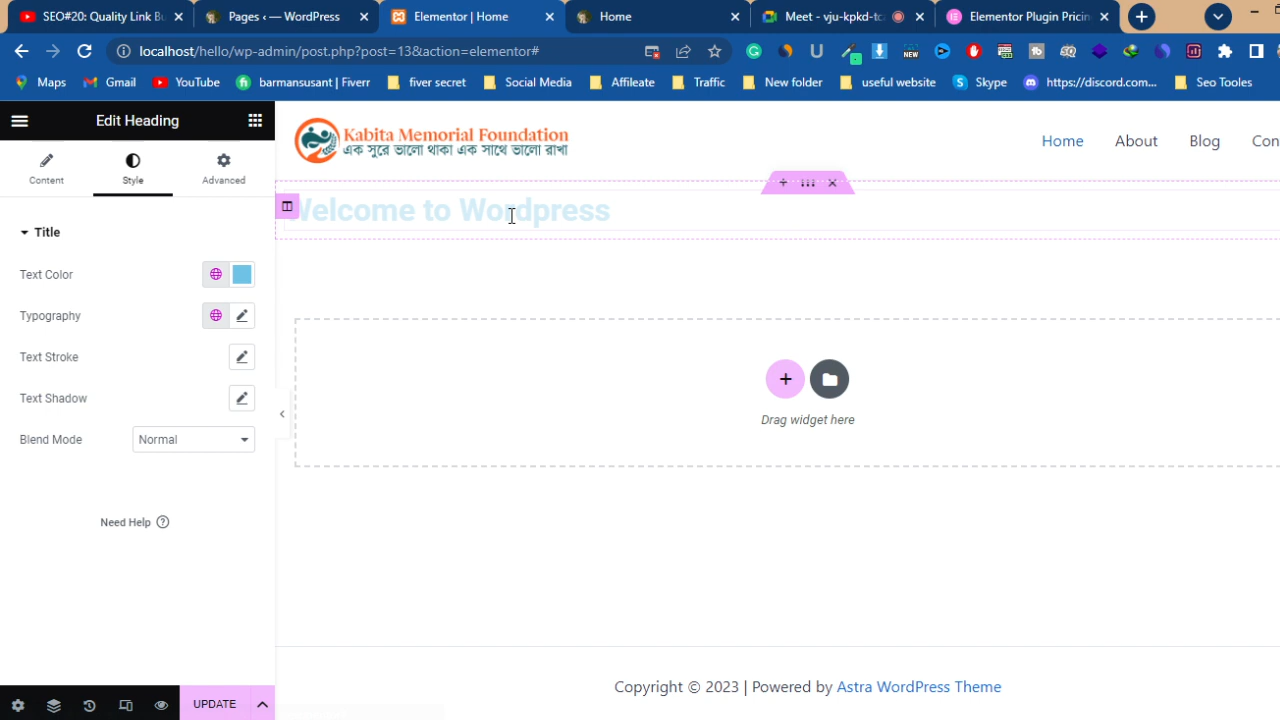 SEO#20: Quality Link B
Pages ‹ — WordPress
Elementor | Home
Home
Meet - vju-kpkd-tc
Elementor Plugin Pricin
localhost/hello/wp-admin/post.php?post=13&action=elementor#
Maps
Gmail
YouTube
barmansusant | Fiverr
fiver secret
Social Media
Affileate
Traffic
New folder
useful website
Skype
https://discord.com...
Seo Tooles
Edit Heading
Kabita Memorial Foundation
এক সুরে ভালো থাকা এক সাথে ভালো রাখা
Home
About
Blog
Con
Content
Style
Advanced
Welcome to Wordpress
Title
Text Color
Typography
Text Stroke
Text Shadow
Blend Mode
Normal
Drag widget here
Need Help
UPDATE
Copyright © 2023 | Powered by Astra WordPress Theme